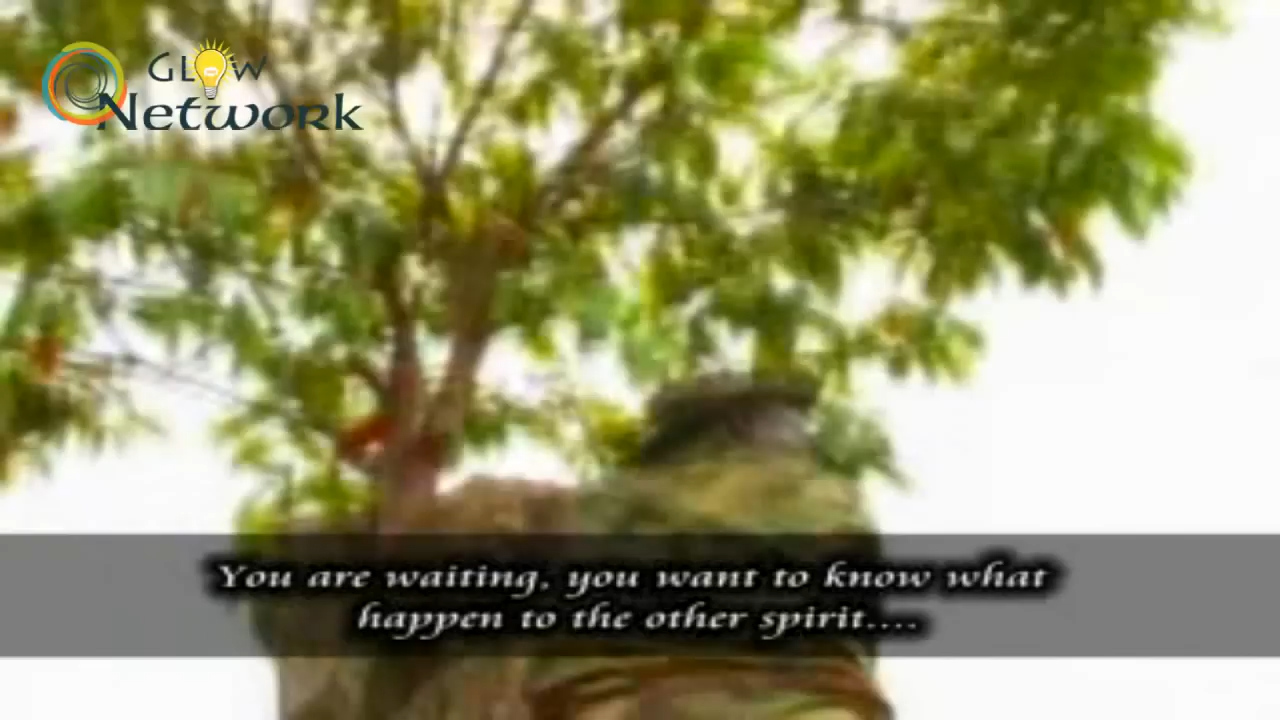 GLOW
Network
You are waiting, you want to know what
happen to the other spirit....